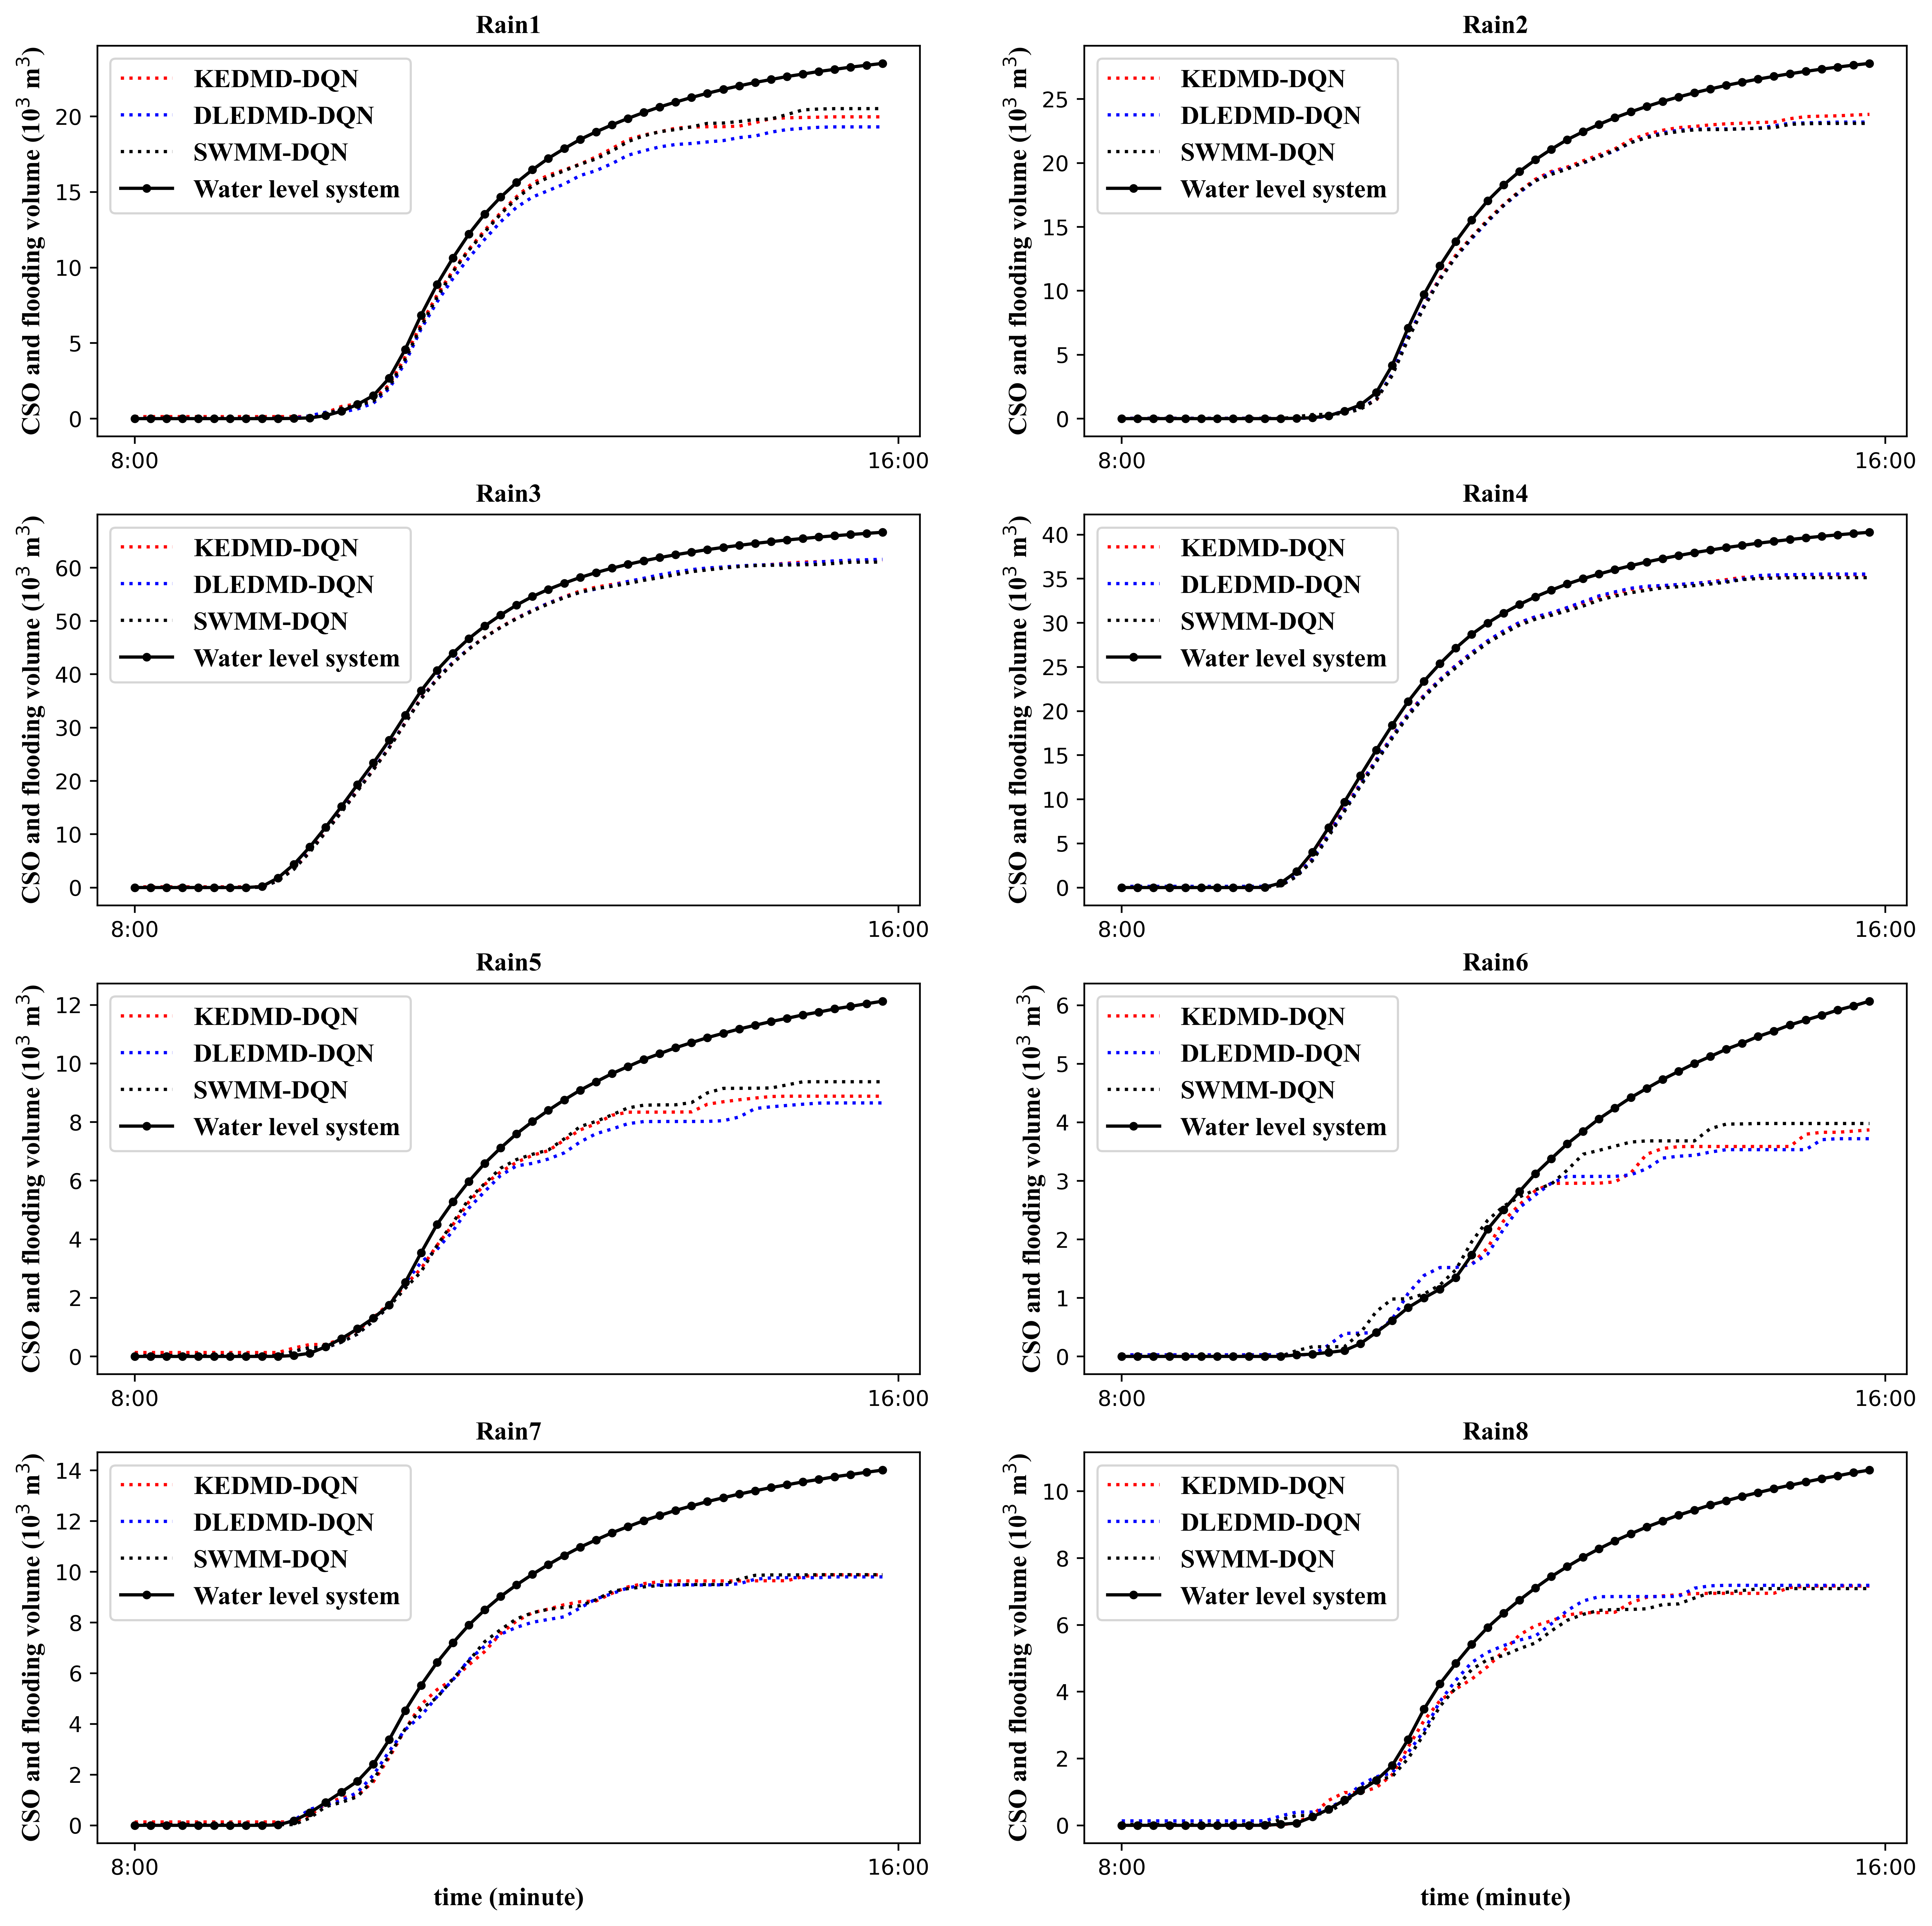 Rain1
CSO and flooding volume (10³ m³)
20
15
10
5
0
KEDMD-DQN
DLEDMD-DQN
SWMM-DQN
Water level system
8:00
16:00
Rain2
CSO and flooding volume (10³ m³)
25
20
15
10
5
0
KEDMD-DQN
DLEDMD-DQN
SWMM-DQN
Water level system
8:00
16:00
Rain3
CSO and flooding volume (10³ m³)
60
50
40
30
20
10
0
KEDMD-DQN
DLEDMD-DQN
SWMM-DQN
Water level system
8:00
16:00
Rain4
CSO and flooding volume (10³ m³)
40
35
30
25
20
15
10
5
0
KEDMD-DQN
DLEDMD-DQN
SWMM-DQN
Water level system
8:00
16:00
Rain5
CSO and flooding volume (10³ m³)
12
10
8
6
4
2
0
KEDMD-DQN
DLEDMD-DQN
SWMM-DQN
Water level system
8:00
16:00
Rain6
CSO and flooding volume (10³ m³)
6
5
4
3
2
1
0
KEDMD-DQN
DLEDMD-DQN
SWMM-DQN
Water level system
8:00
16:00
Rain7
CSO and flooding volume (10³ m³)
14
12
10
8
6
4
2
0
KEDMD-DQN
DLEDMD-DQN
SWMM-DQN
Water level system
8:00
16:00
time (minute)
Rain8
CSO and flooding volume (10³ m³)
10
8
6
4
2
0
KEDMD-DQN
DLEDMD-DQN
SWMM-DQN
Water level system
8:00
16:00
time (minute)